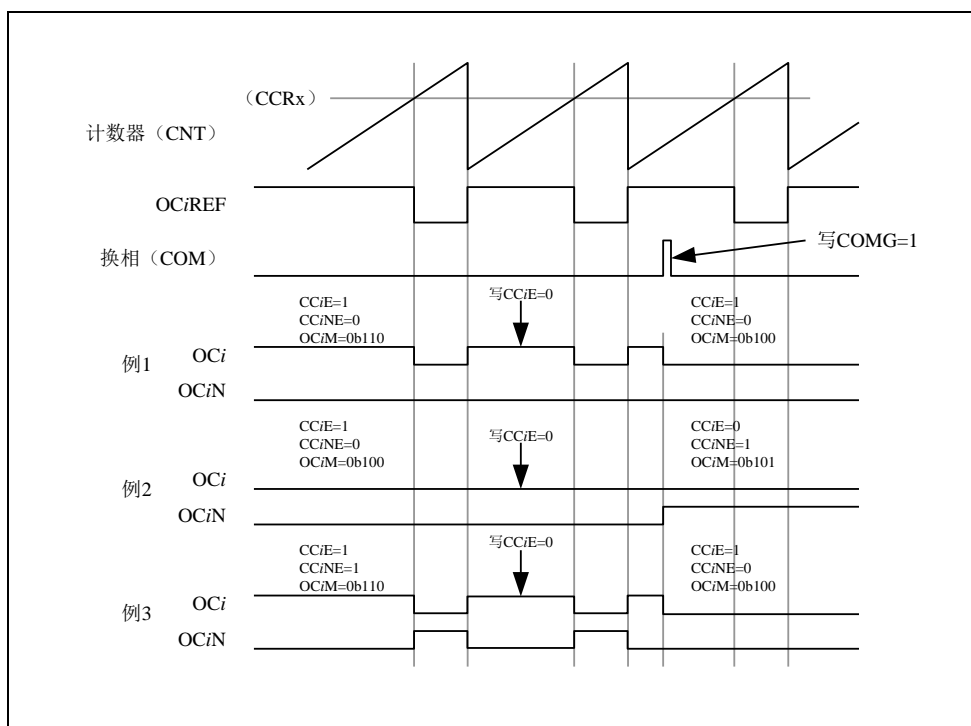 （CCRx）
计数器（CNT）
OCiREF
换相（COM）
写COMG=1
CCiE=1
CCiNE=0
OCiM=0b110
写CCiE=0
CCiE=1
CCiNE=0
OCiM=0b100
例1
OCi
OCiN
CCiE=1
CCiNE=0
OCiM=0b100
写CCiE=0
CCiE=0
CCiNE=1
OCiM=0b101
例2
OCi
OCiN
CCiE=1
CCiNE=1
OCiM=0b110
写CCiE=0
CCiE=1
CCiNE=0
OCiM=0b100
例3
OCi
OCiN